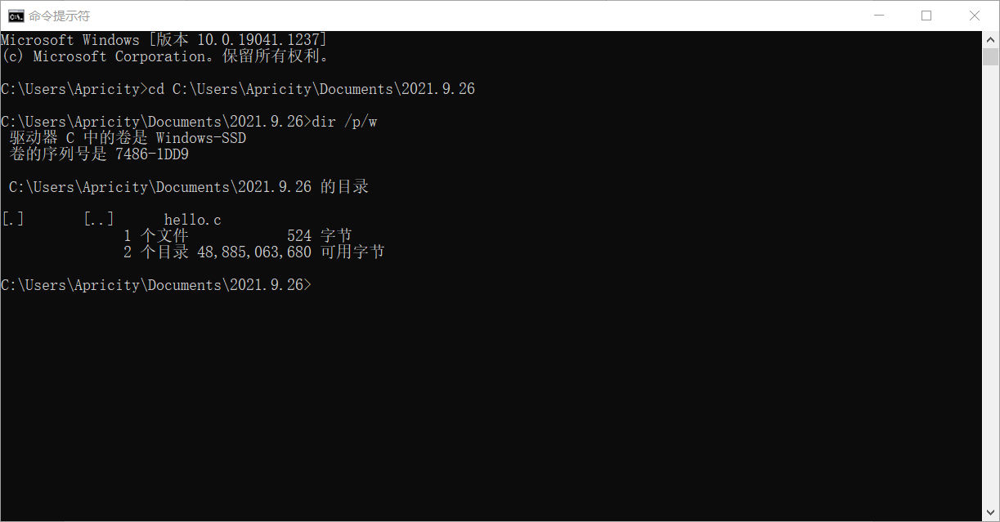 命令提示符
Microsoft Windows [版本 10.0.19041.1237]
(c) Microsoft Corporation。保留所有权利。
C:\Users\Apricity>cd C:\Users\Apricity\Documents\2021.9.26
C:\Users\Apricity\Documents\2021.9.26>dir /p/w
驱动器 C 中的卷是 Windows-SSD
卷的序列号是 7486-1DD9
C:\Users\Apricity\Documents\2021.9.26 的目录
[.] [..] hello.c
1 个文件 524 字节
2 个目录 48,885,063,680 可用字节
C:\Users\Apricity\Documents\2021.9.26>